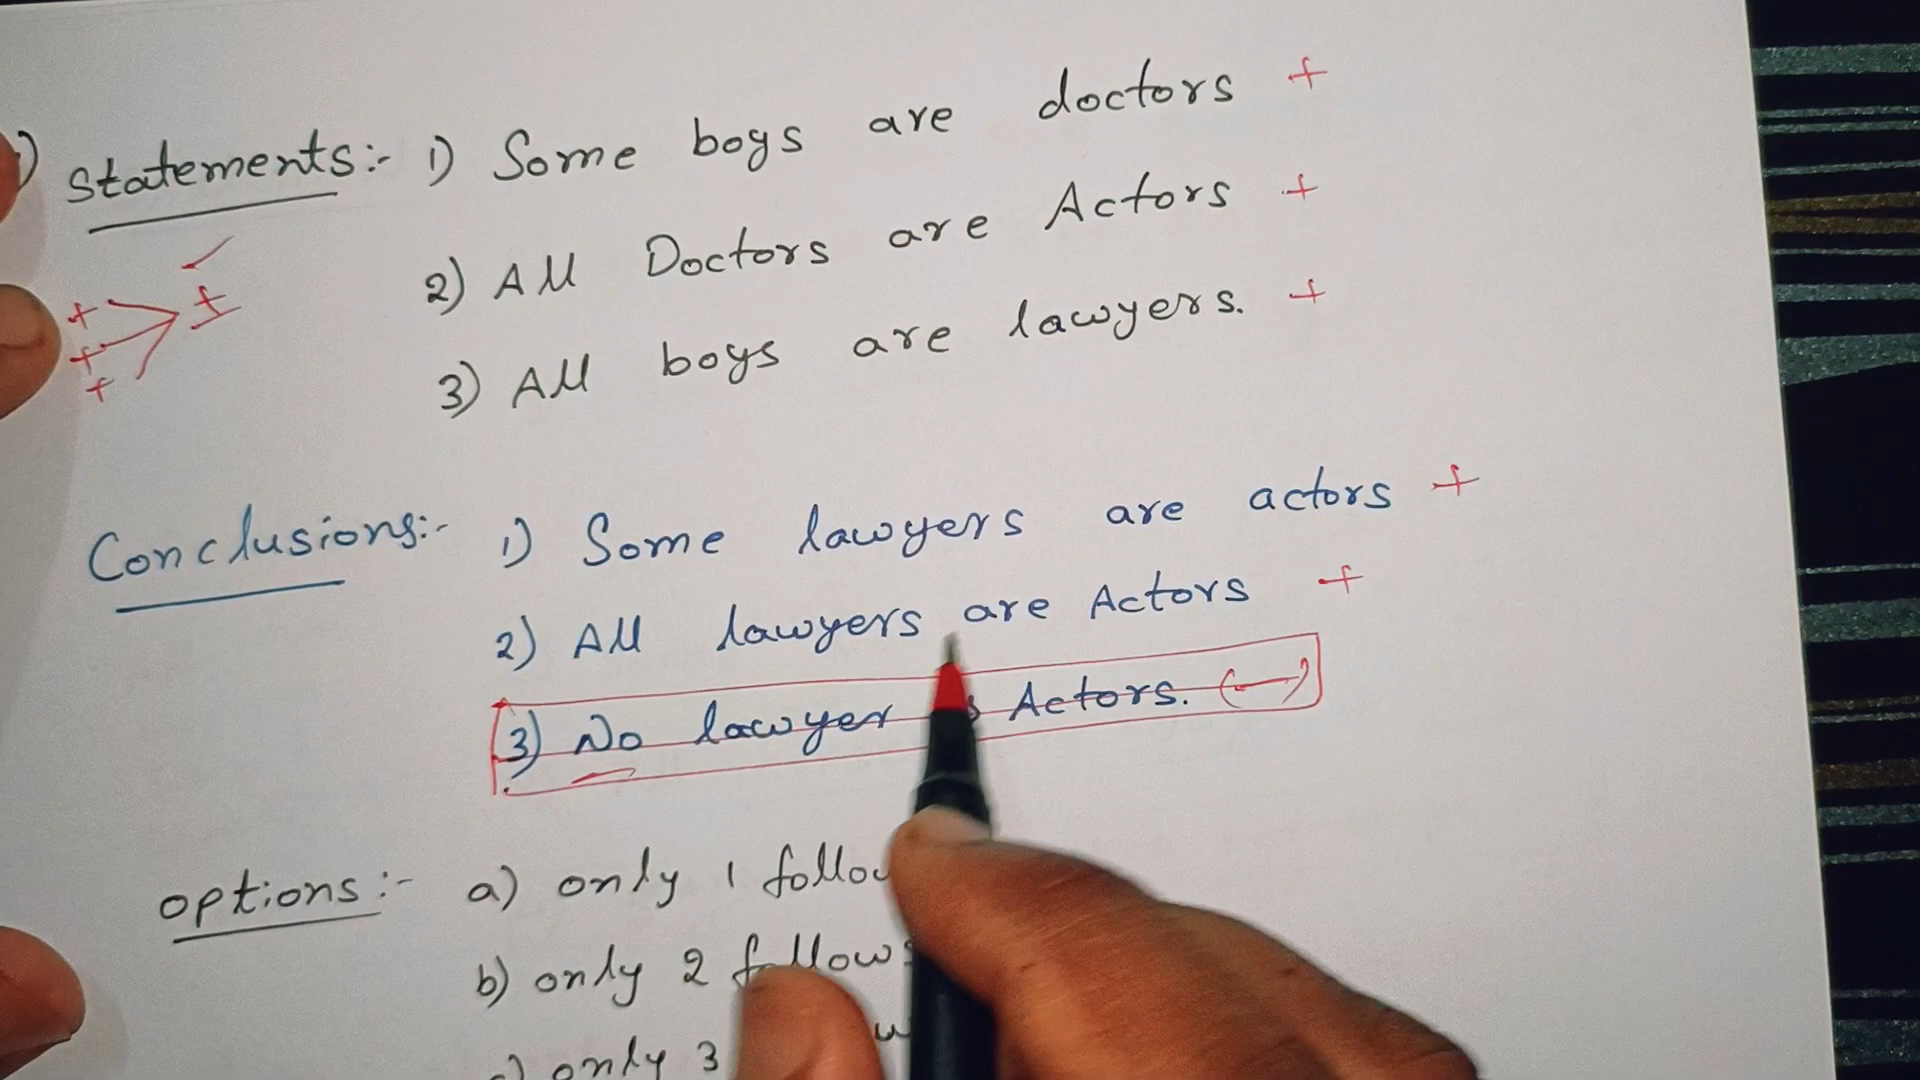 ) Statements:- 1) Some boys are doctors +
2) All Doctors are Actors +
3) All boys are lawyers. +
+ + + ±
Conclusions:- 1) Some lawyers are actors +
2) All lawyers are Actors +
3) No lawyer Actors. (-)
options:- a) only 1
b) only 2 follows
only 3